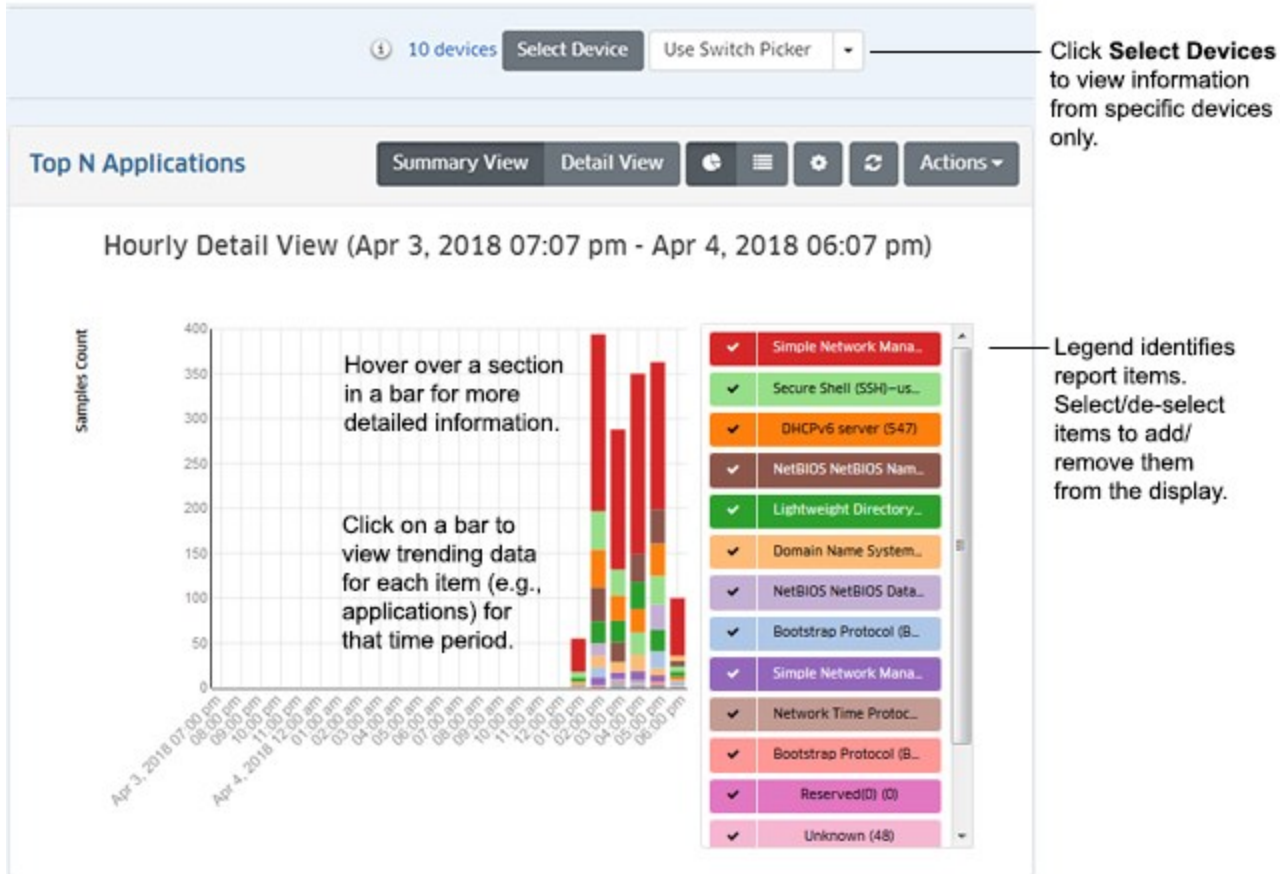 10 devices
Select Device
Use Switch Picker
Click Select Devices
to view information
from specific devices
only.
Top N Applications
Summary View
Detail View
Actions
Hourly Detail View (Apr 3, 2018 07:07 pm - Apr 4, 2018 06:07 pm)
Samples Count
400
350
300
250
200
150
100
50
0
Hover over a section
in a bar for more
detailed information.
Click on a bar to
view trending data
for each item (e.g.,
applications) for
that time period.
Apr 3, 2018 07:00 pm
08:00 pm
09:00 pm
10:00 pm
11:00 pm
Apr 4, 2018 12:00 am
01:00 am
02:00 am
03:00 am
04:00 am
05:00 am
06:00 am
07:00 am
08:00 am
09:00 am
10:00 am
11:00 am
12:00 pm
01:00 pm
02:00 pm
03:00 pm
04:00 pm
05:00 pm
06:00 pm
Simple Network Mana...
Secure Shell (SSH)—us...
DHCPv6 server (547)
NetBIOS NetBIOS Nam...
Lightweight Directory...
Domain Name System...
NetBIOS NetBIOS Data...
Bootstrap Protocol (B...
Simple Network Mana...
Network Time Protoc...
Bootstrap Protocol (B...
Reserved(0) (0)
Unknown (48)
Legend identifies
report items.
Select/de-select
items to add/
remove them
from the display.